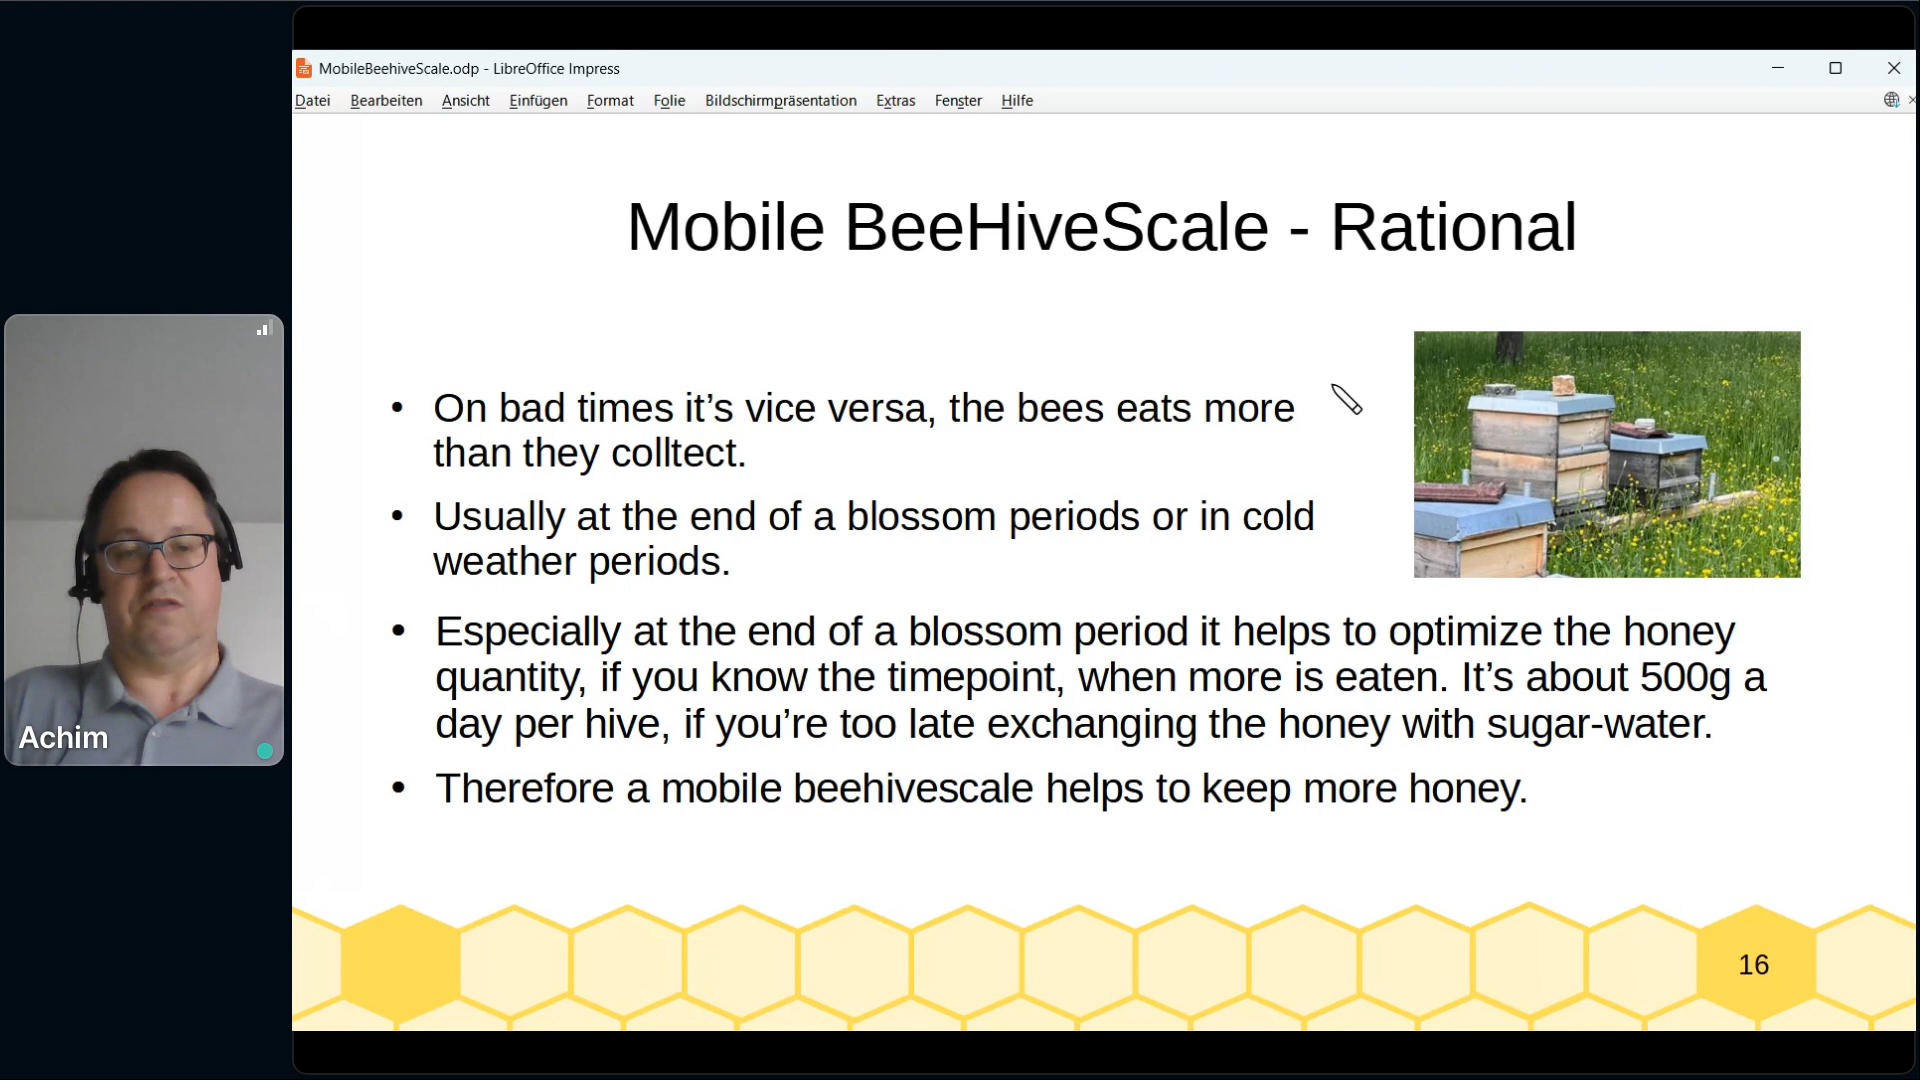 MobileBeehiveScale.odp - LibreOffice Impress
Datei Bearbeiten Ansicht Einfügen Format Folie Bildschirmpräsentation Extras Fenster Hilfe
Mobile BeeHiveScale - Rational
• On bad times it’s vice versa, the bees eats more
than they colltect.
• Usually at the end of a blossom periods or in cold
weather periods.
• Especially at the end of a blossom period it helps to optimize the honey
quantity, if you know the timepoint, when more is eaten. It’s about 500g a
day per hive, if you’re too late exchanging the honey with sugar-water.
• Therefore a mobile beehivescale helps to keep more honey.
16
Achim